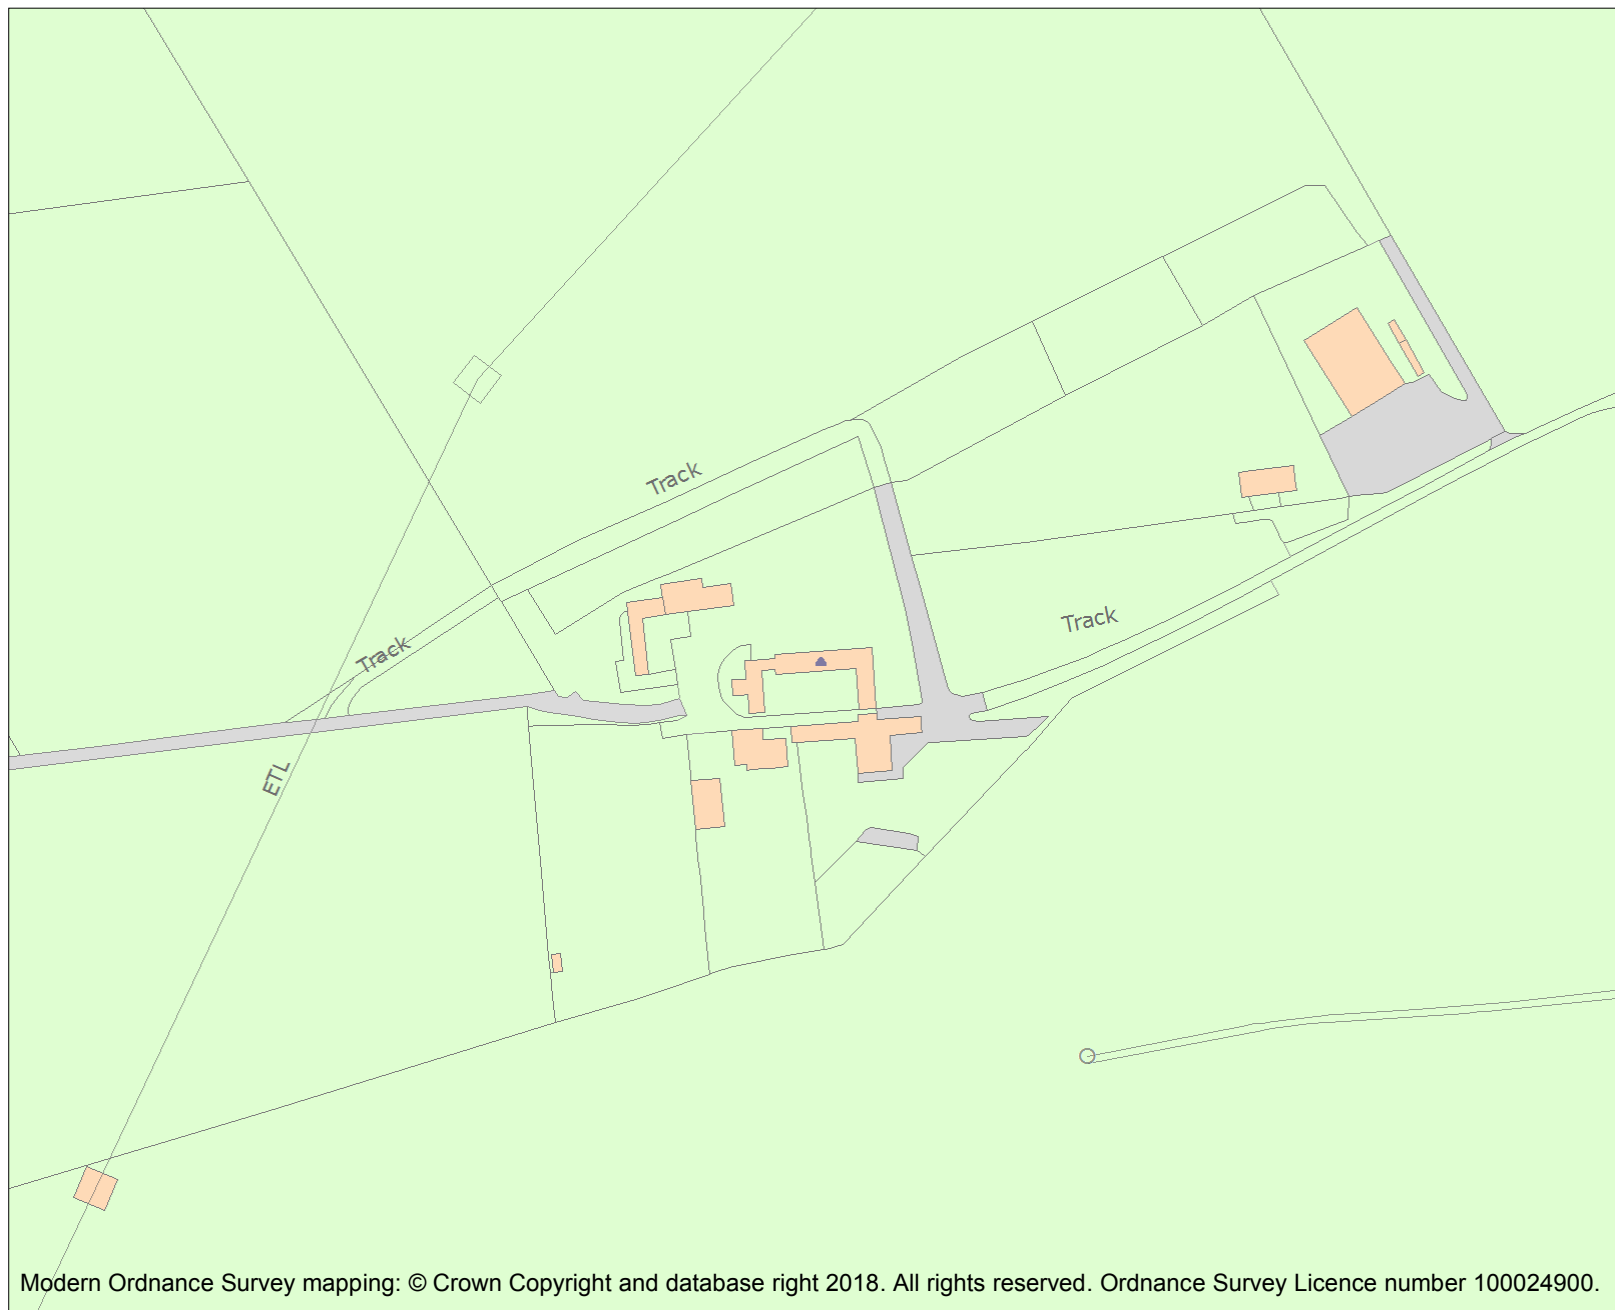 Track
Track
Track
ETL
Modern Ordnance Survey mapping: © Crown Copyright and database right 2018. All rights reserved. Ordnance Survey Licence number 100024900.